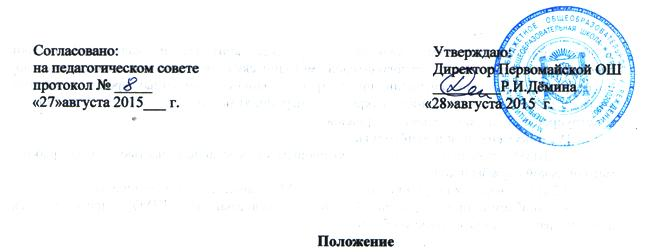 Согласовано:
на педагогическом совете
протокол № 8
«27»августа 2015___ г.
Утверждаю:
Директор Первомайской ОШ
Р.И.Дёмина
«28»августа 2015 г.
Положение